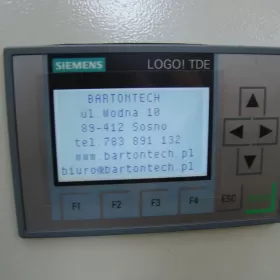 SIEMENS LOGO! TDE
BARTONTECH
ul.Wodna 10
89-412 Sosno
tel.783 891 132
www bartontech.pl
biuro@bartontech.pl
F1 F2 F3 F4 ESC